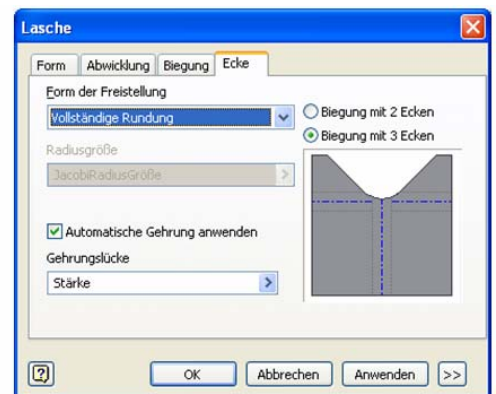 Lasche
Form Abwicklung Biegung Ecke
Form der Freistellung
Vollständige Rundung
Biegung mit 2 Ecken
Biegung mit 3 Ecken
Radiusgröße
JacobiRadiusGröße
Automatische Gehrung anwenden
Gehrungslücke
Stärke
OK Abbrechen Anwenden >>